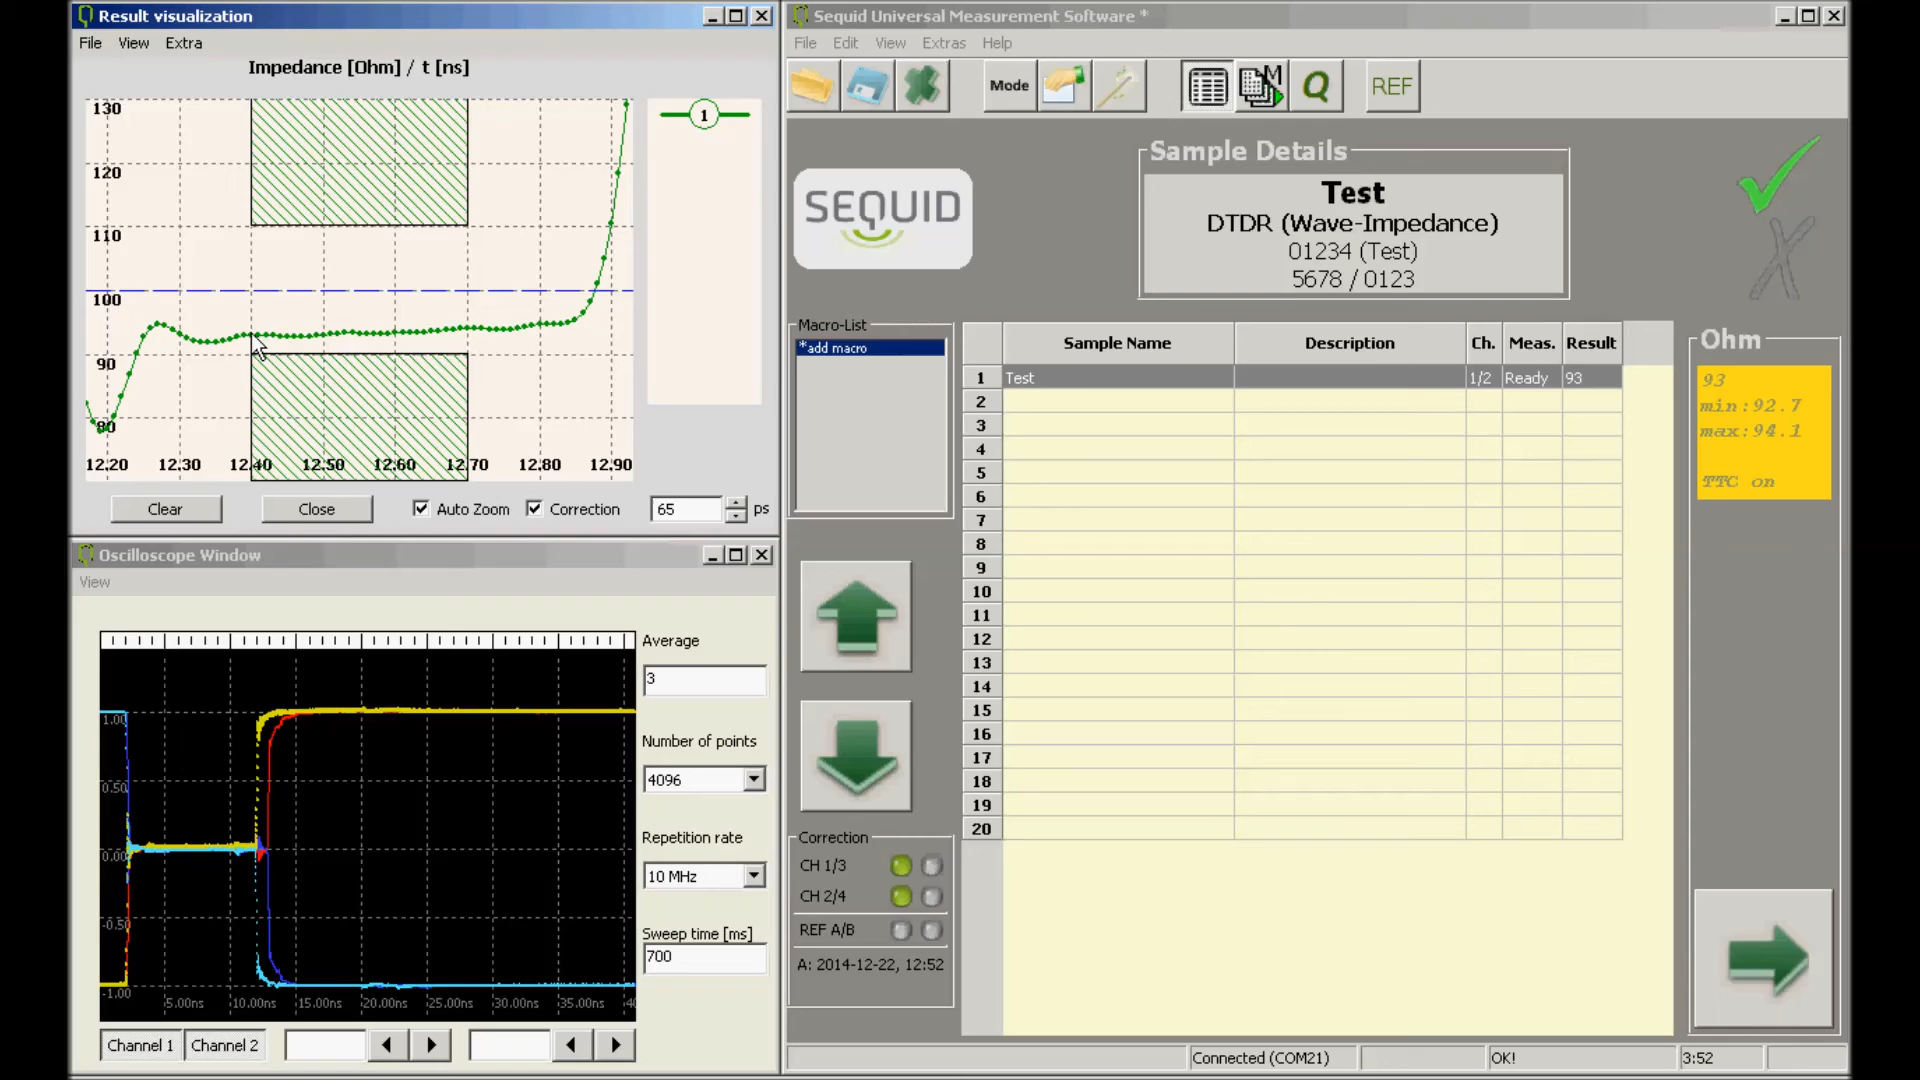 Result visualization
File View Extra
Impedance [Ohm] / t [ns]
130
120
110
100
90
80
12.20 12.30 12.40 12.50 12.60 12.70 12.80 12.90
1
Clear Close Auto Zoom Correction 65 ps
Oscilloscope Window
View
1.00
0.50
0.00
-0.50
-1.00
5.00ns 10.00ns 15.00ns 20.00ns 25.00ns 30.00ns 35.00ns
Average
3
Number of points
4096
Repetition rate
10 MHz
Sweep time [ms]
700
Channel 1 Channel 2
Sequid Universal Measurement Software *
File Edit View Extras Help
Mode M Q REF
SEQUID
Sample Details
Test
DTDR (Wave-Impedance)
01234 (Test)
5678 / 0123
Macro-List
*add macro
Sample Name Description Ch. Meas. Result
1 Test 1/2 Ready 93
2
3
4
5
6
7
8
9
10
11
12
13
14
15
16
17
18
19
20
Correction
CH 1/3
CH 2/4
REF A/B
A: 2014-12-22, 12:52
Ohm
93
min:92.7
max:94.1
TTC on
Connected (COM21) OK! 3:52